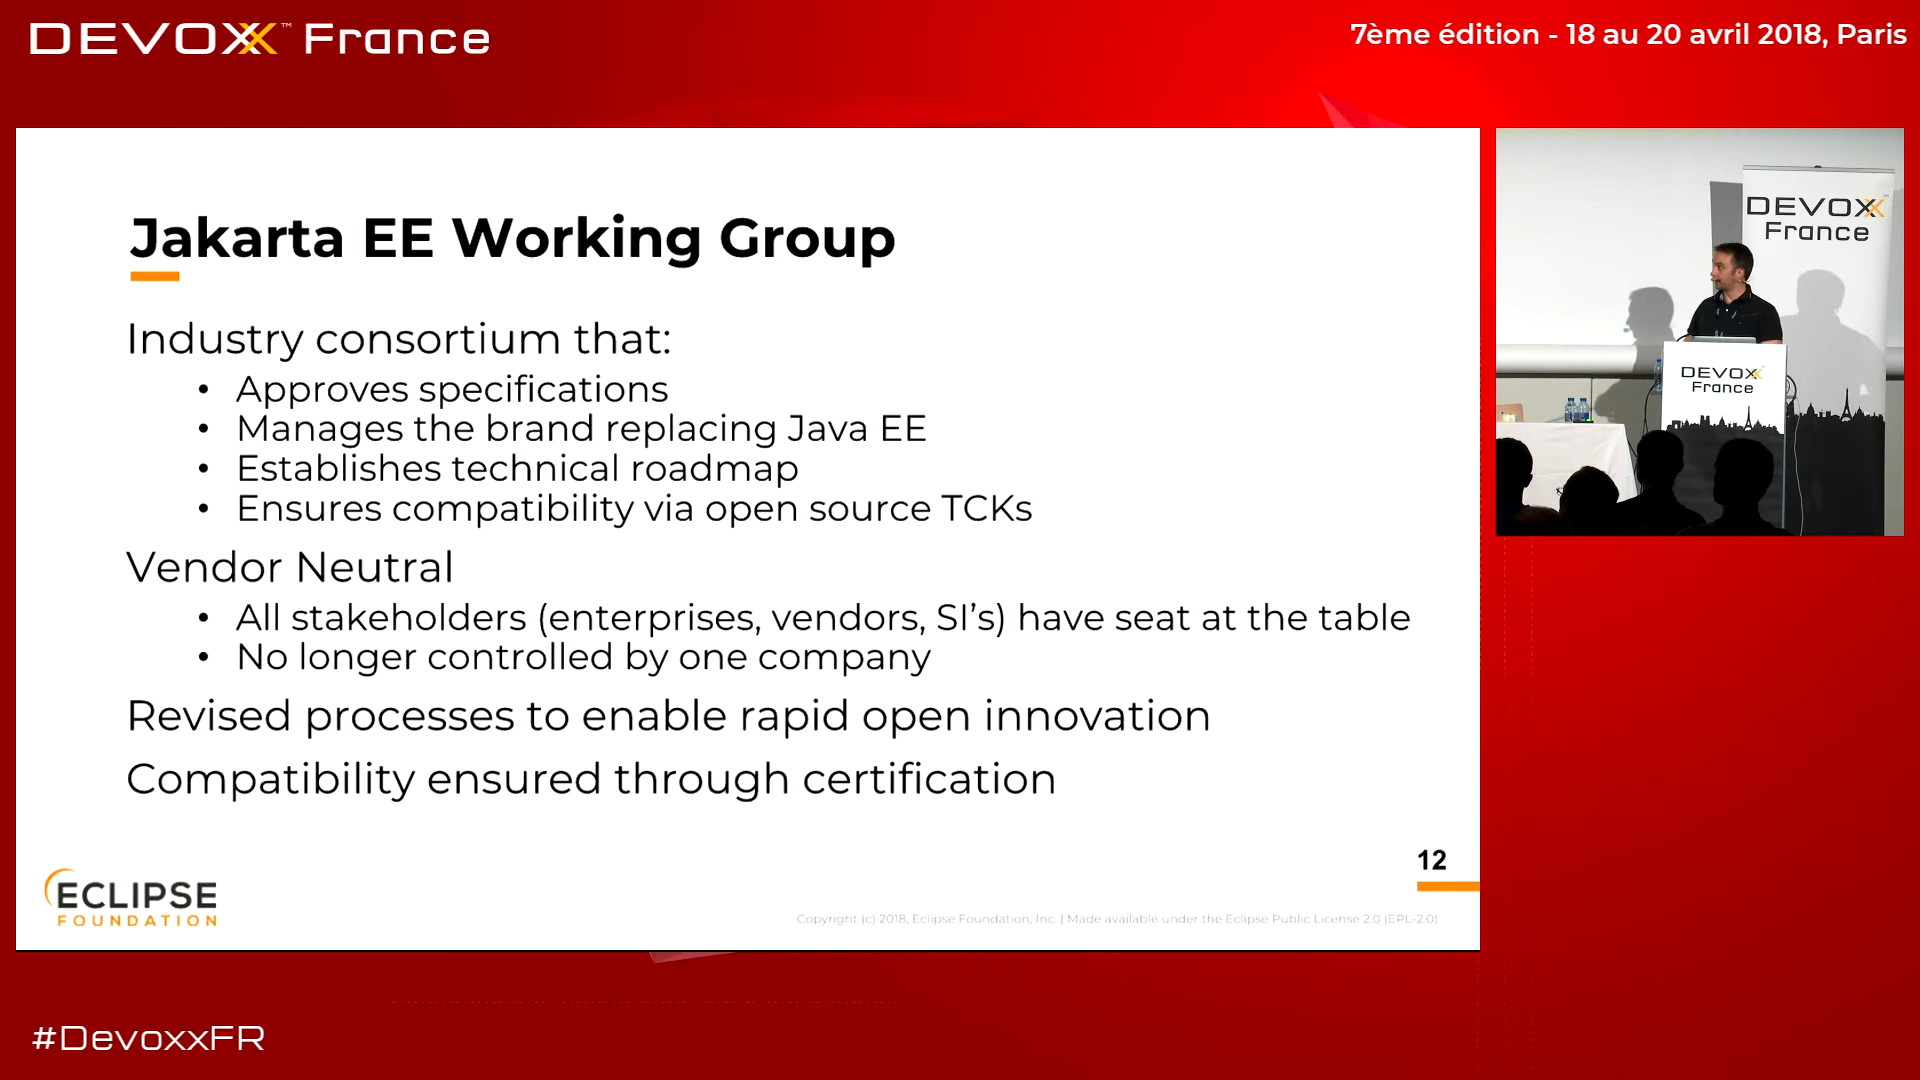 DEVOXX™ France
7ème édition - 18 au 20 avril 2018, Paris
Jakarta EE Working Group
Industry consortium that:
• Approves specifications
• Manages the brand replacing Java EE
• Establishes technical roadmap
• Ensures compatibility via open source TCKs
Vendor Neutral
• All stakeholders (enterprises, vendors, SI’s) have seat at the table
• No longer controlled by one company
Revised processes to enable rapid open innovation
Compatibility ensured through certification
12
ECLIPSE
FOUNDATION
Copyright (c) 2018, Eclipse Foundation, Inc. | Made available under the Eclipse Public License 2.0 (EPL-2.0)
DEVOXX
France
DEVOXX
France
#DevoxxFR